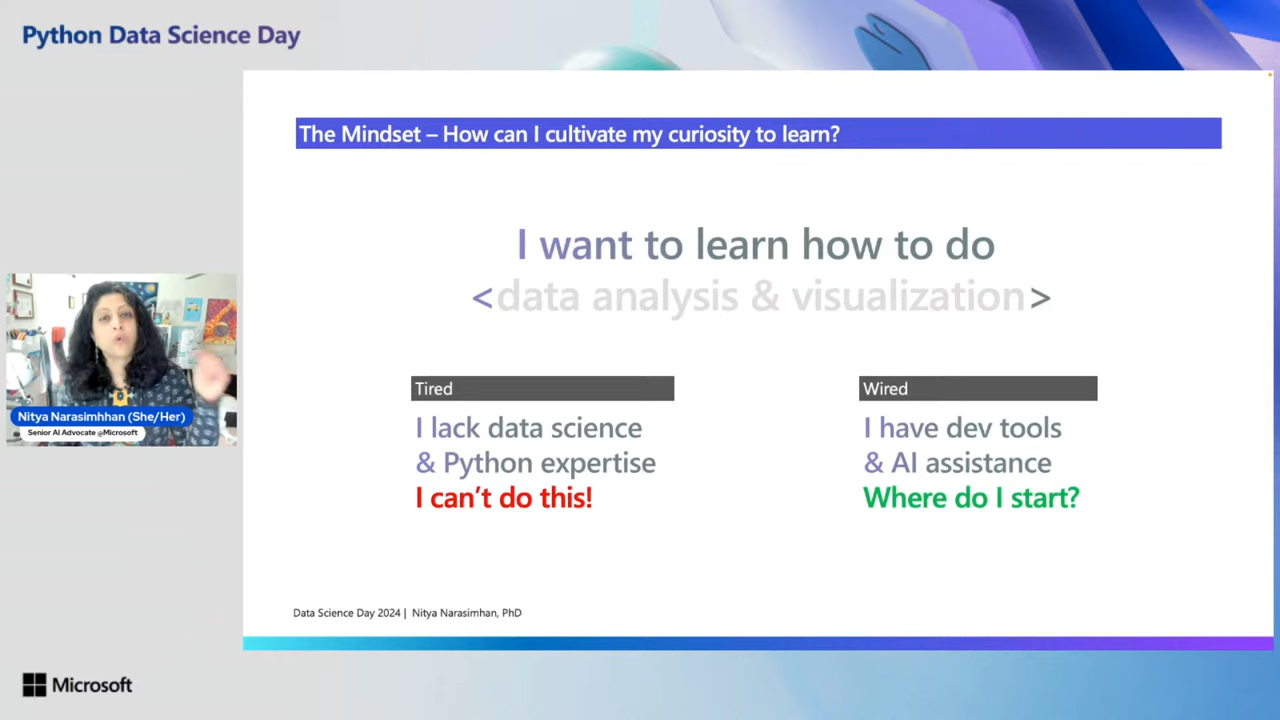 Python Data Science Day
The Mindset – How can I cultivate my curiosity to learn?
I want to learn how to do
<data analysis & visualization>
Tired
I lack data science
& Python expertise
I can't do this!
Wired
I have dev tools
& AI assistance
Where do I start?
Nitya Narasimhhan (She/Her)
Senior AI Advocate @Microsoft
Data Science Day 2024 | Nitya Narasimhan, PhD
Microsoft